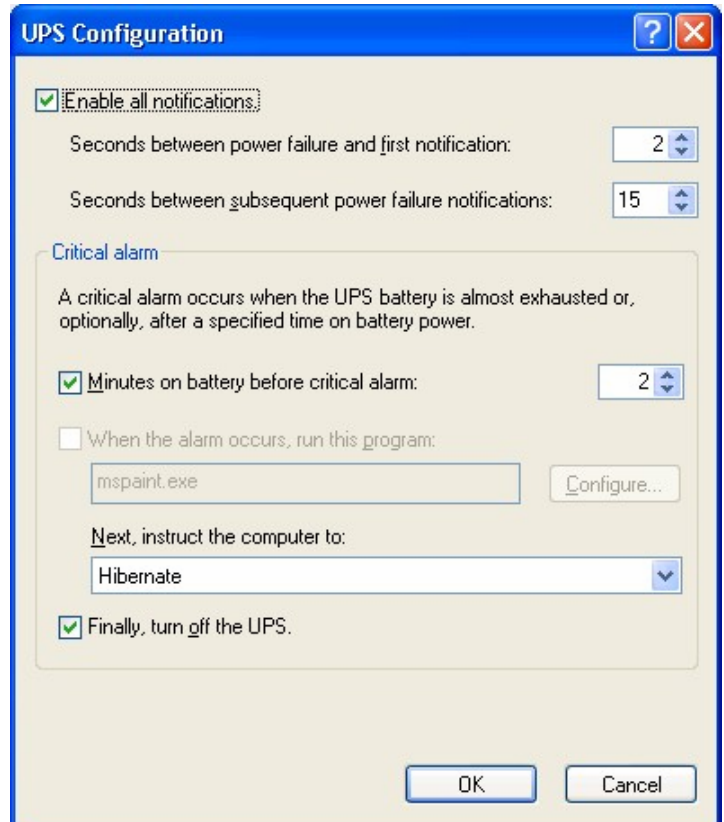 UPS Configuration
Enable all notifications.
Seconds between power failure and first notification: 2
Seconds between subsequent power failure notifications: 15
Critical alarm
A critical alarm occurs when the UPS battery is almost exhausted or,
optionally, after a specified time on battery power.
Minutes on battery before critical alarm: 2
When the alarm occurs, run this program:
mspaint.exe Configure...
Next, instruct the computer to:
Hibernate
Finally, turn off the UPS.
OK Cancel